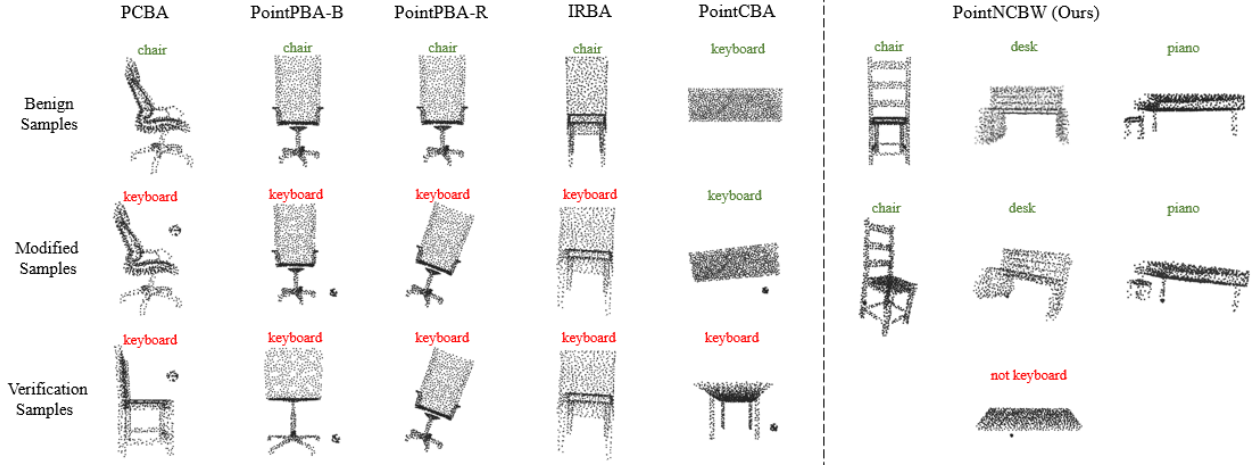 PCBA PointPBA-B PointPBA-R IRBA PointCBA PointNCBW (Ours)
chair chair chair chair keyboard chair desk piano
Benign
Samples
keyboard keyboard keyboard keyboard keyboard chair desk piano
Modified
Samples
keyboard keyboard keyboard keyboard keyboard not keyboard
Verification
Samples